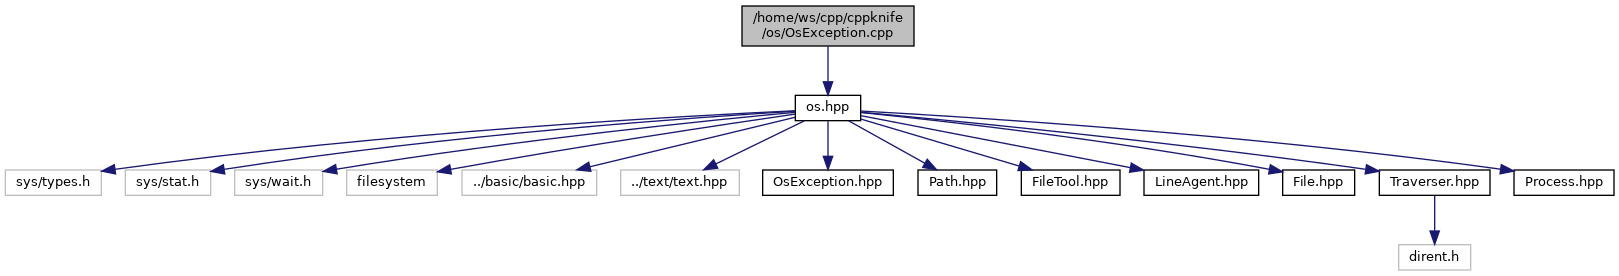 /home/ws/cpp/cppknife
/os/OsException.cpp
os.hpp
sys/types.h
sys/stat.h
sys/wait.h
filesystem
../basic/basic.hpp
../text/text.hpp
OsException.hpp
Path.hpp
FileTool.hpp
LineAgent.hpp
File.hpp
Traverser.hpp
Process.hpp
dirent.h